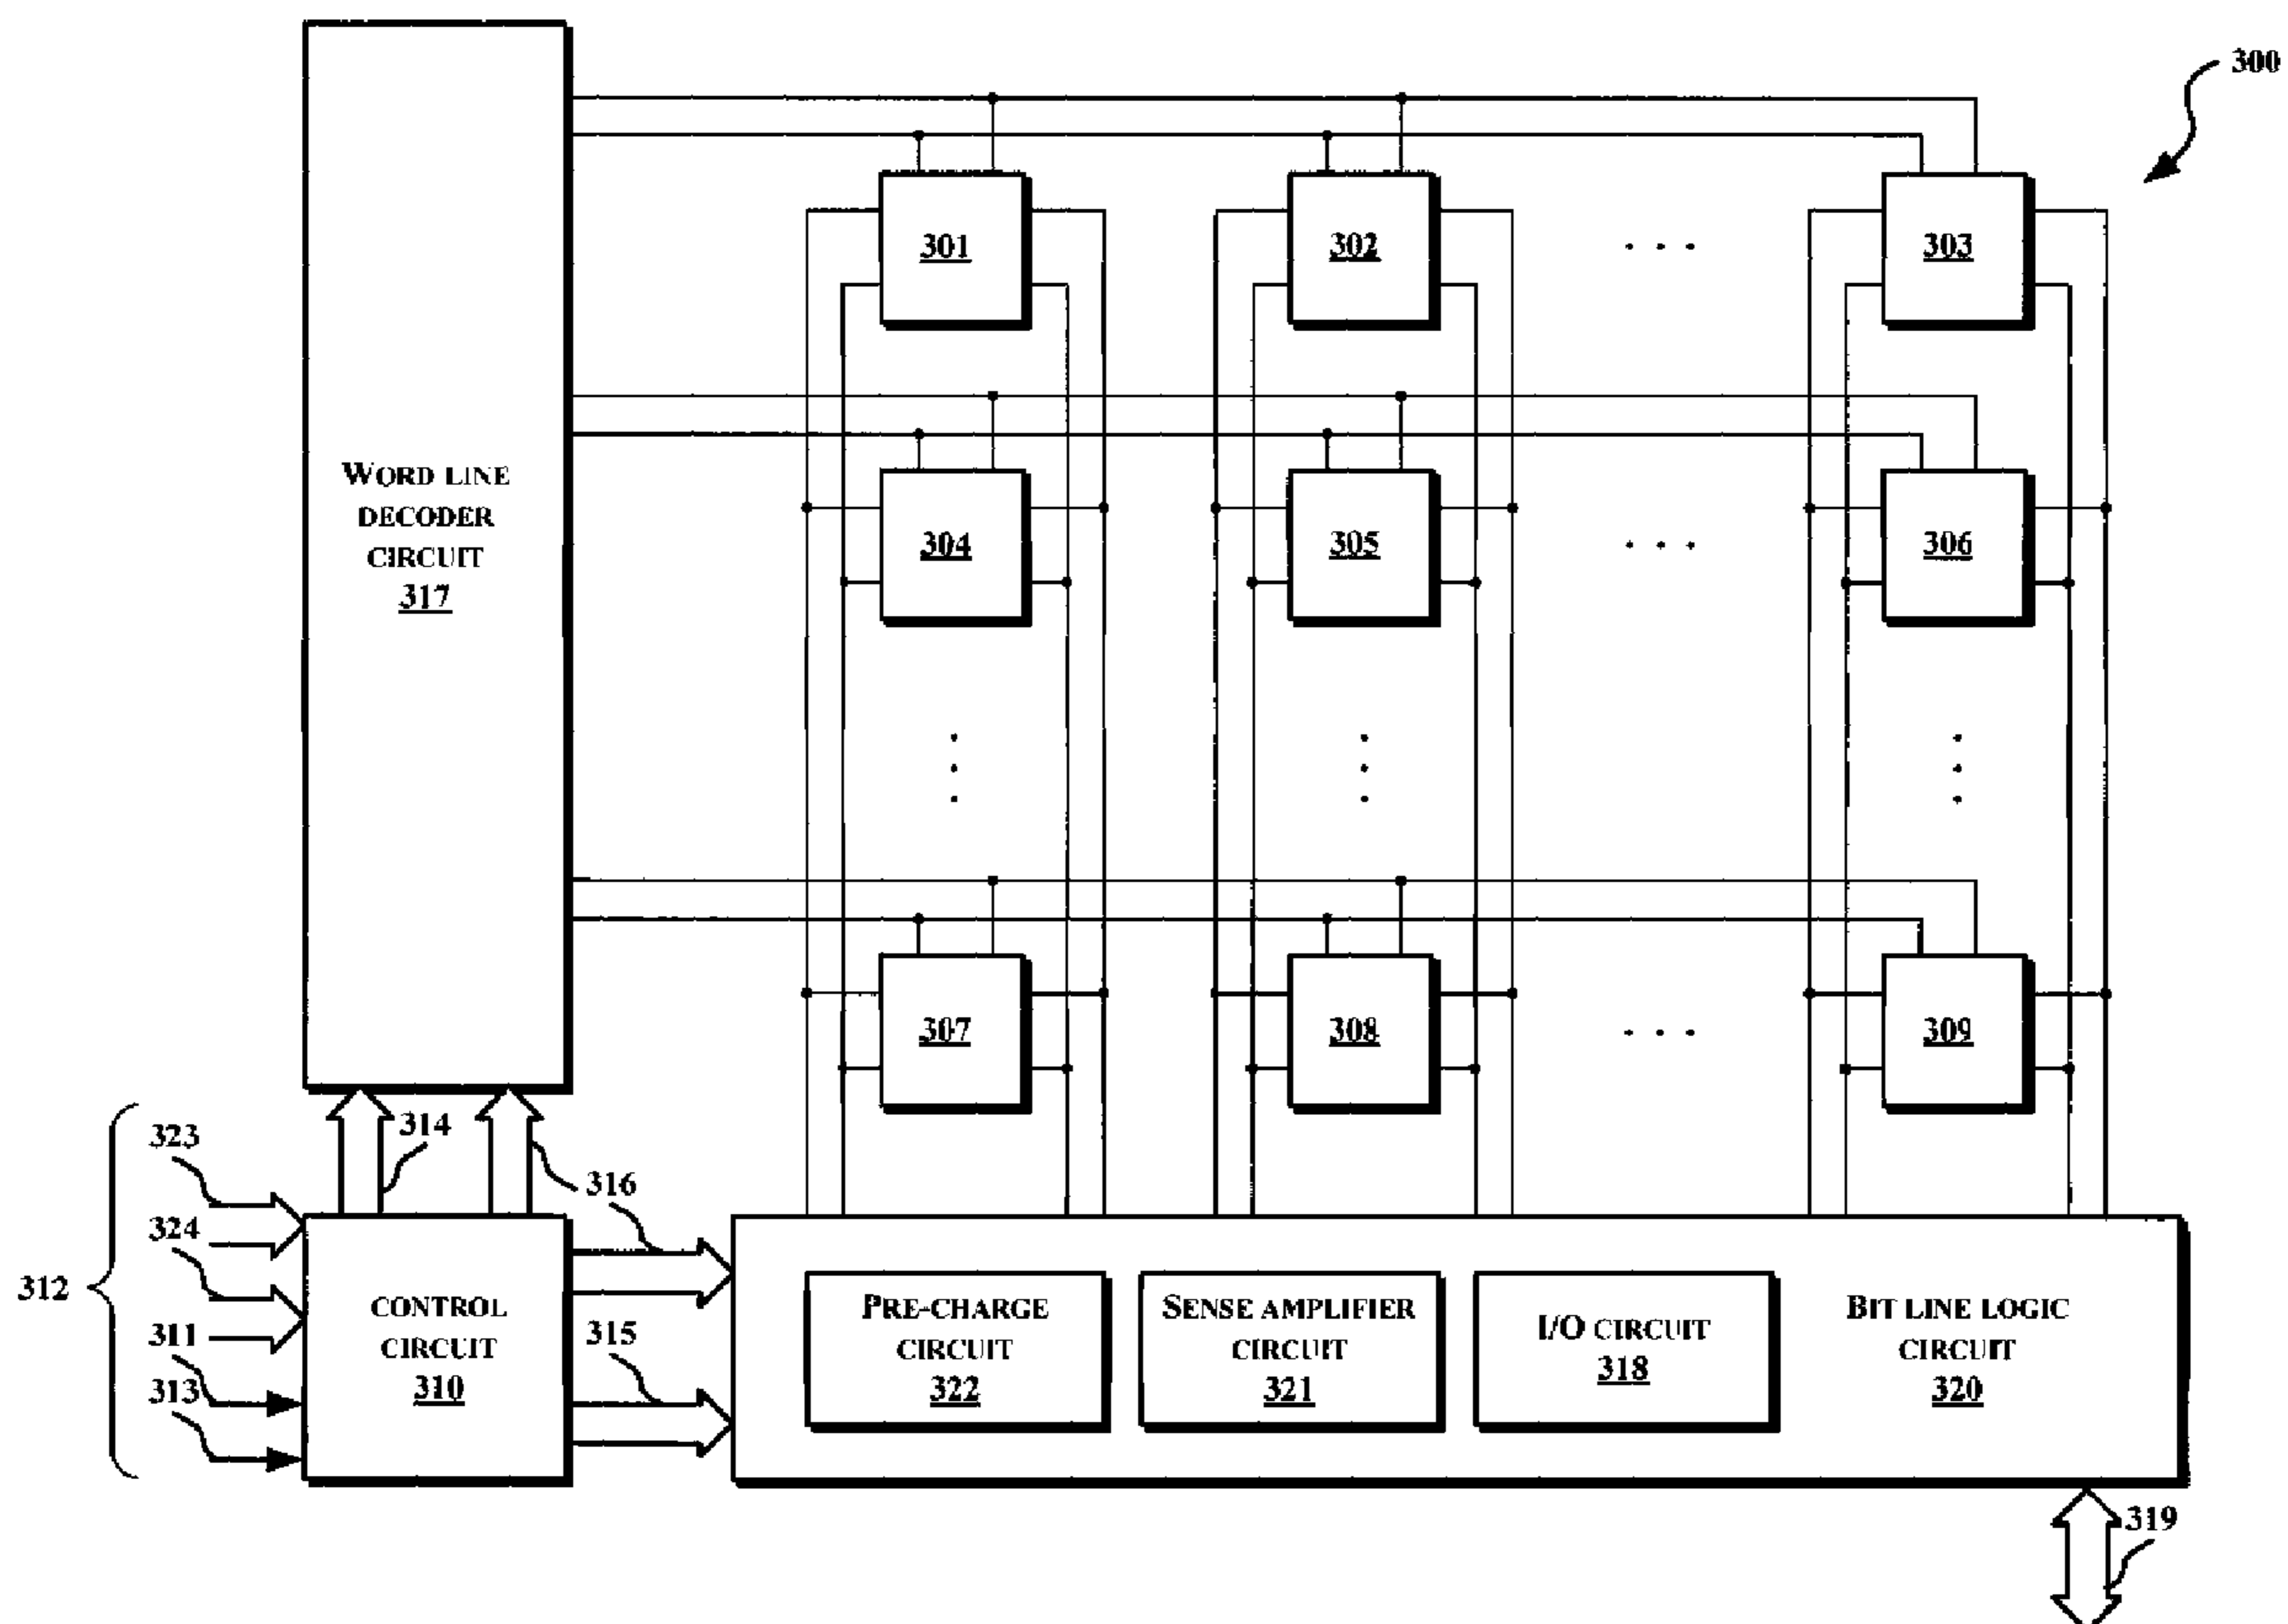 300
301
302
303
WORD LINE
DECODER
CIRCUIT
317
304
305
306
307
308
309
314
323
316
324
312
311
313
CONTROL
CIRCUIT
310
315
PRE-CHARGE
CIRCUIT
322
SENSE AMPLIFIER
CIRCUIT
321
I/O CIRCUIT
318
BIT LINE LOGIC
CIRCUIT
320
319